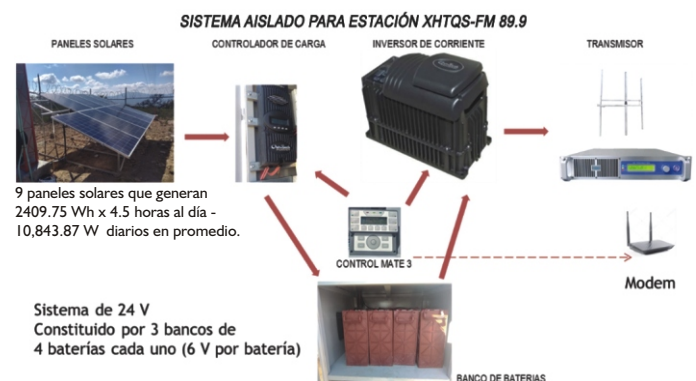 SISTEMA AISLADO PARA ESTACIÓN XHTQS-FM 89.9
PANELES SOLARES
CONTROLADOR DE CARGA
INVERSOR DE CORRIENTE
TRANSMISOR
9 paneles solares que generan
2409.75 Wh x 4.5 horas al día -
10,843.87 W diarios en promedio.
CONTROL MATE 3
Modem
Sistema de 24 V
Constituido por 3 bancos de
4 baterías cada uno (6 V por batería)
BANCO DE BATERIAS